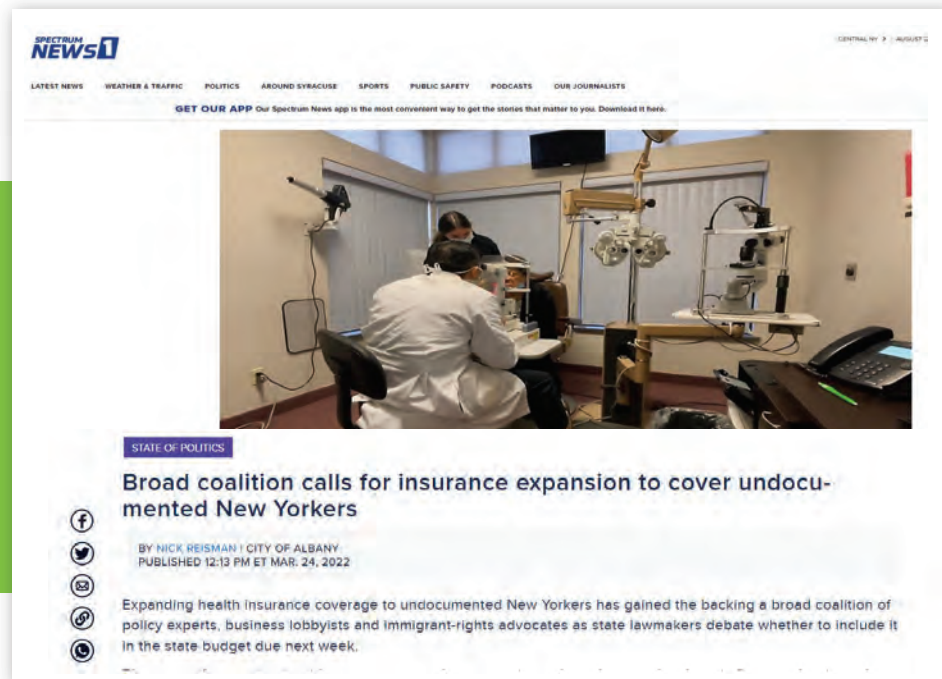 SPECTRUM
NEWS1
CENTRAL NY > | AUGUST
LATEST NEWS WEATHER & TRAFFIC POLITICS AROUND SYRACUSE SPORTS PUBLIC SAFETY PODCASTS OUR JOURNALISTS
GET OUR APP Our Spectrum News app is the most convenient way to get the stories that matter to you. Download it here.
STATE OF POLITICS
Broad coalition calls for insurance expansion to cover undocu-
mented New Yorkers
BY NICK REISMAN | CITY OF ALBANY
PUBLISHED 12:13 PM ET MAR. 24, 2022
Expanding health insurance coverage to undocumented New Yorkers has gained the backing a broad coalition of
policy experts, business lobbyists and immigrant-rights advocates as state lawmakers debate whether to include it
in the state budget due next week.